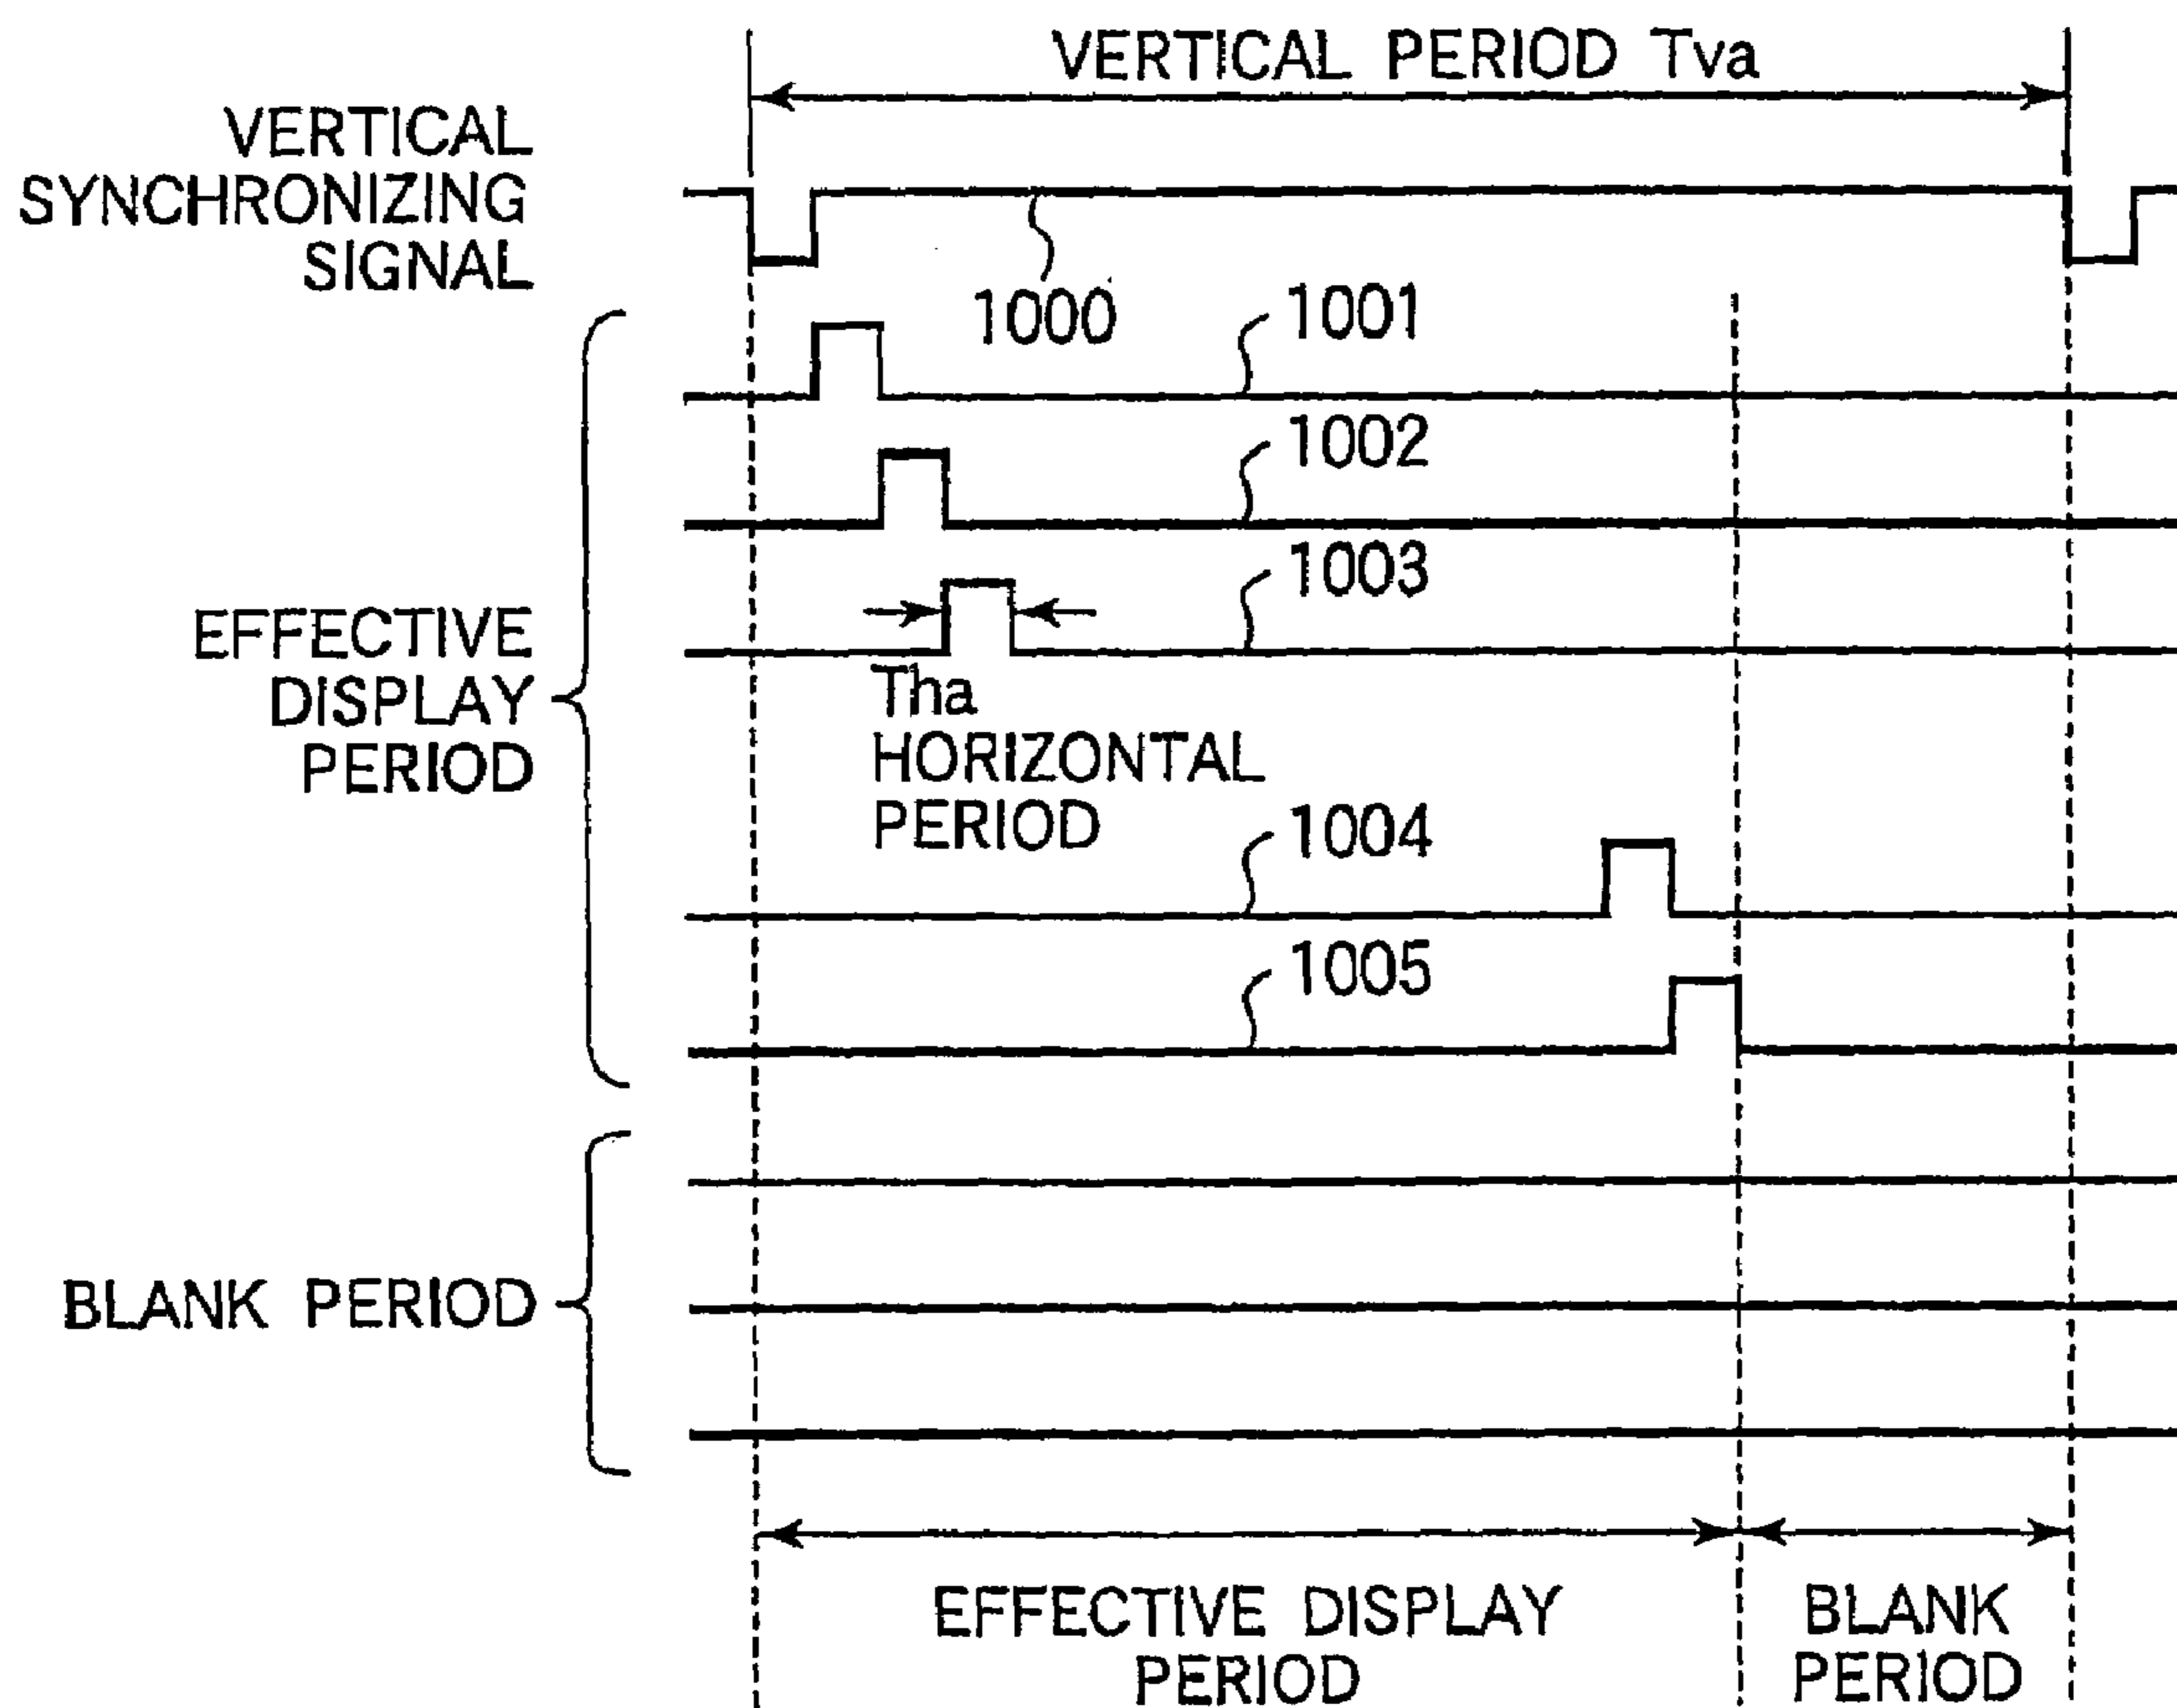 VERTICAL PERIOD Tva
VERTICAL
SYNCHRONIZING
SIGNAL
1000
1001
1002
1003
EFFECTIVE
DISPLAY
PERIOD
Tha
HORIZONTAL
PERIOD
1004
1005
BLANK PERIOD
EFFECTIVE DISPLAY
PERIOD
BLANK
PERIOD